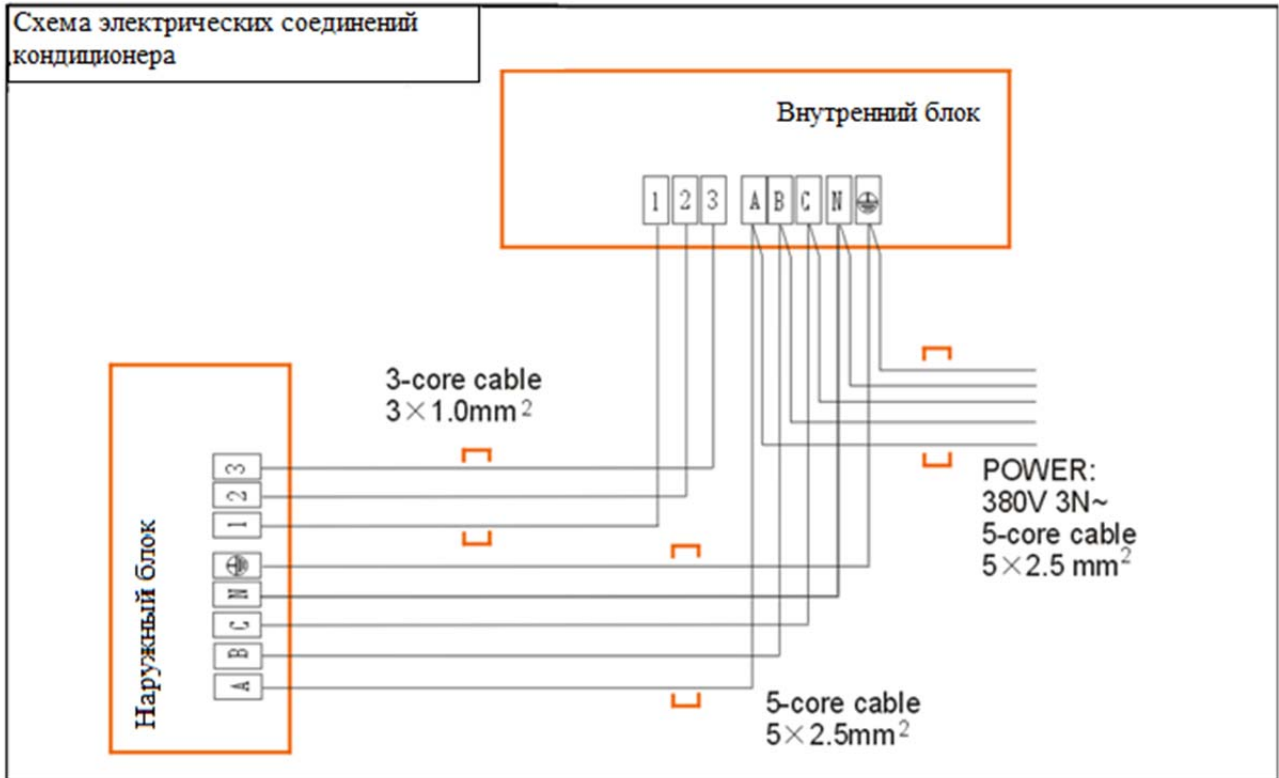 Схема электрических соединений
кондиционера
Внутренний блок
1 2 3 A B C N
3-core cable
3×1.0mm²
3
2
1
N
C
B
A
Наружный блок
POWER:
380V 3N~
5-core cable
5×2.5 mm²
5-core cable
5×2.5mm²